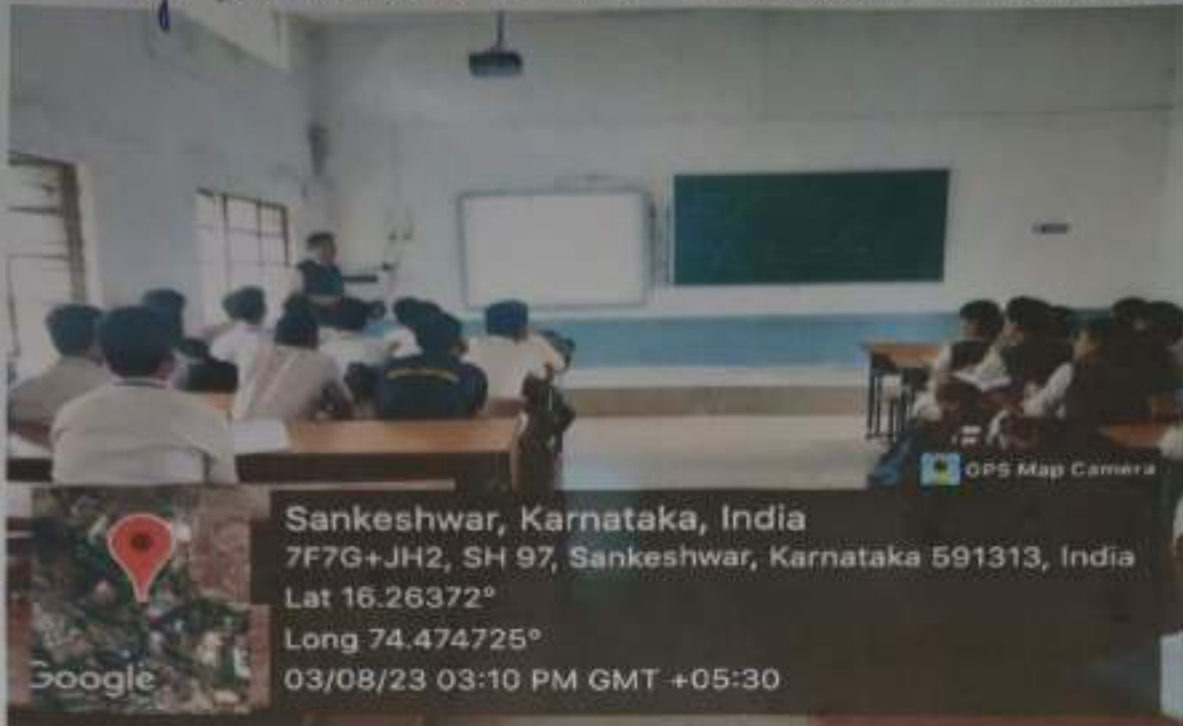 GPS Map Camera
Sankeshwar, Karnataka, India
7F7G+JH2, SH 97, Sankeshwar, Karnataka 591313, India
Lat 16.26372°
Long 74.474725°
03/08/23 03:10 PM GMT +05:30
Google